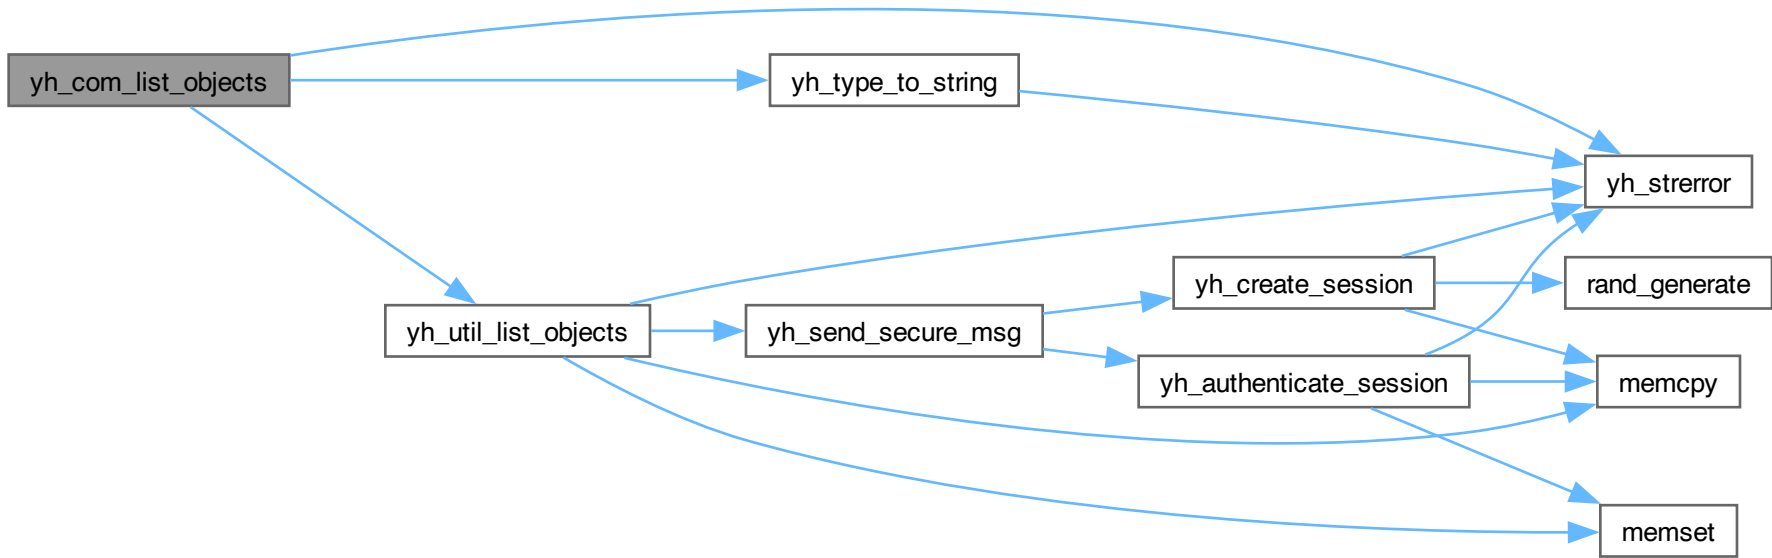 yh_com_list_objects
yh_type_to_string
yh_strerror
yh_create_session
rand_generate
yh_util_list_objects
yh_send_secure_msg
yh_authenticate_session
memcpy
memset